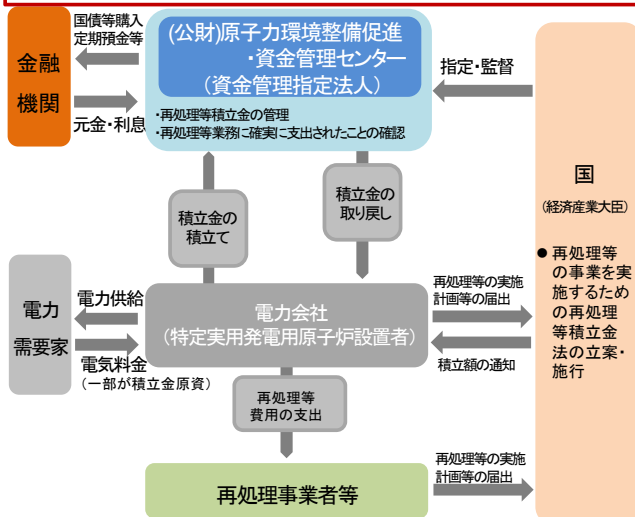 国債等購入
定期預金等
金融
機関
元金・利息
(公財)原子力環境整備促進
・資金管理センター
(資金管理指定法人)
・再処理等積立金の管理
・再処理等業務に確実に支出されたことの確認
指定・監督
国
(経済産業大臣)
● 再処理等
の事業を実
施するため
の再処理
等積立金
法の立案・
施行
積立金の
積立て
積立金の
取り戻し
電力
需要家
電力供給
電気料金
(一部が積立金原資)
電力会社
(特定実用発電用原子炉設置者)
再処理等の実施
計画等の届出
積立額の通知
再処理等
費用の支出
再処理事業者等
再処理等の実施
計画等の届出